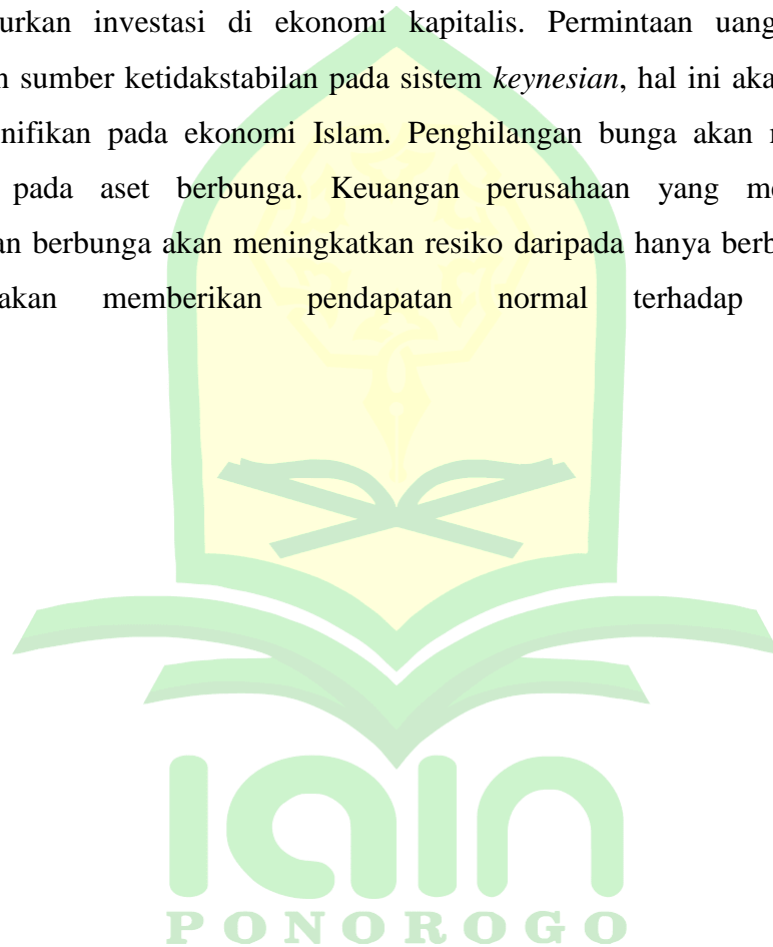 urkan investasi di ekonomi kapitalis. Permintaan uang
sumber ketidakstabilan pada sistem keynesian, hal ini aka
nifikan pada ekonomi Islam. Penghilangan bunga akan
pada aset berbunga. Keuangan perusahaan yang me
an berbunga akan meningkatkan resiko daripada hanya berb
akan memberikan pendapatan normal terhadap
iain
PONOROGO